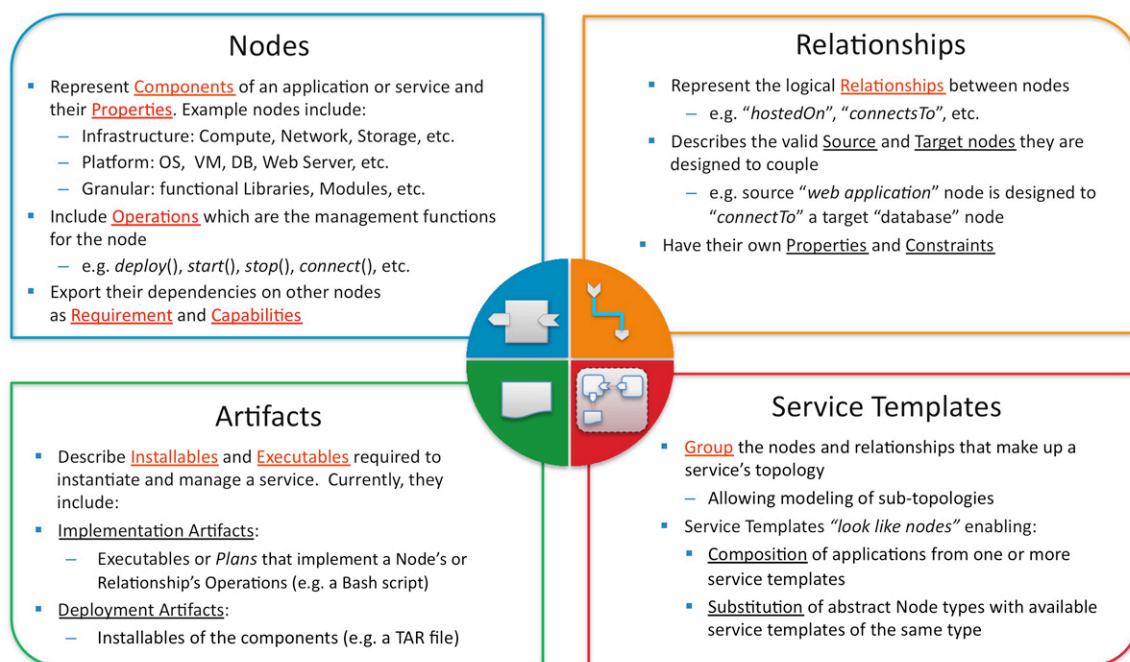 Nodes
▪ Represent Components of an application or service and
their Properties. Example nodes include:
– Infrastructure: Compute, Network, Storage, etc.
– Platform: OS, VM, DB, Web Server, etc.
– Granular: functional Libraries, Modules, etc.
▪ Include Operations which are the management functions
for the node
– e.g. deploy(), start(), stop(), connect(), etc.
▪ Export their dependencies on other nodes
as Requirement and Capabilities
Relationships
▪ Represent the logical Relationships between nodes
– e.g. “hostedOn”, “connectsTo”, etc.
▪ Describes the valid Source and Target nodes they are
designed to couple
– e.g. source “web application” node is designed to
“connectTo” a target “database” node
▪ Have their own Properties and Constraints
Artifacts
▪ Describe Installables and Executables required to
instantiate and manage a service. Currently, they
include:
▪ Implementation Artifacts:
– Executables or Plans that implement a Node’s or
Relationship’s Operations (e.g. a Bash script)
▪ Deployment Artifacts:
– Installables of the components (e.g. a TAR file)
Service Templates
▪ Group the nodes and relationships that make up a
service’s topology
– Allowing modeling of sub-topologies
▪ Service Templates “look like nodes” enabling:
▪ Composition of applications from one or more
service templates
▪ Substitution of abstract Node types with available
service templates of the same type